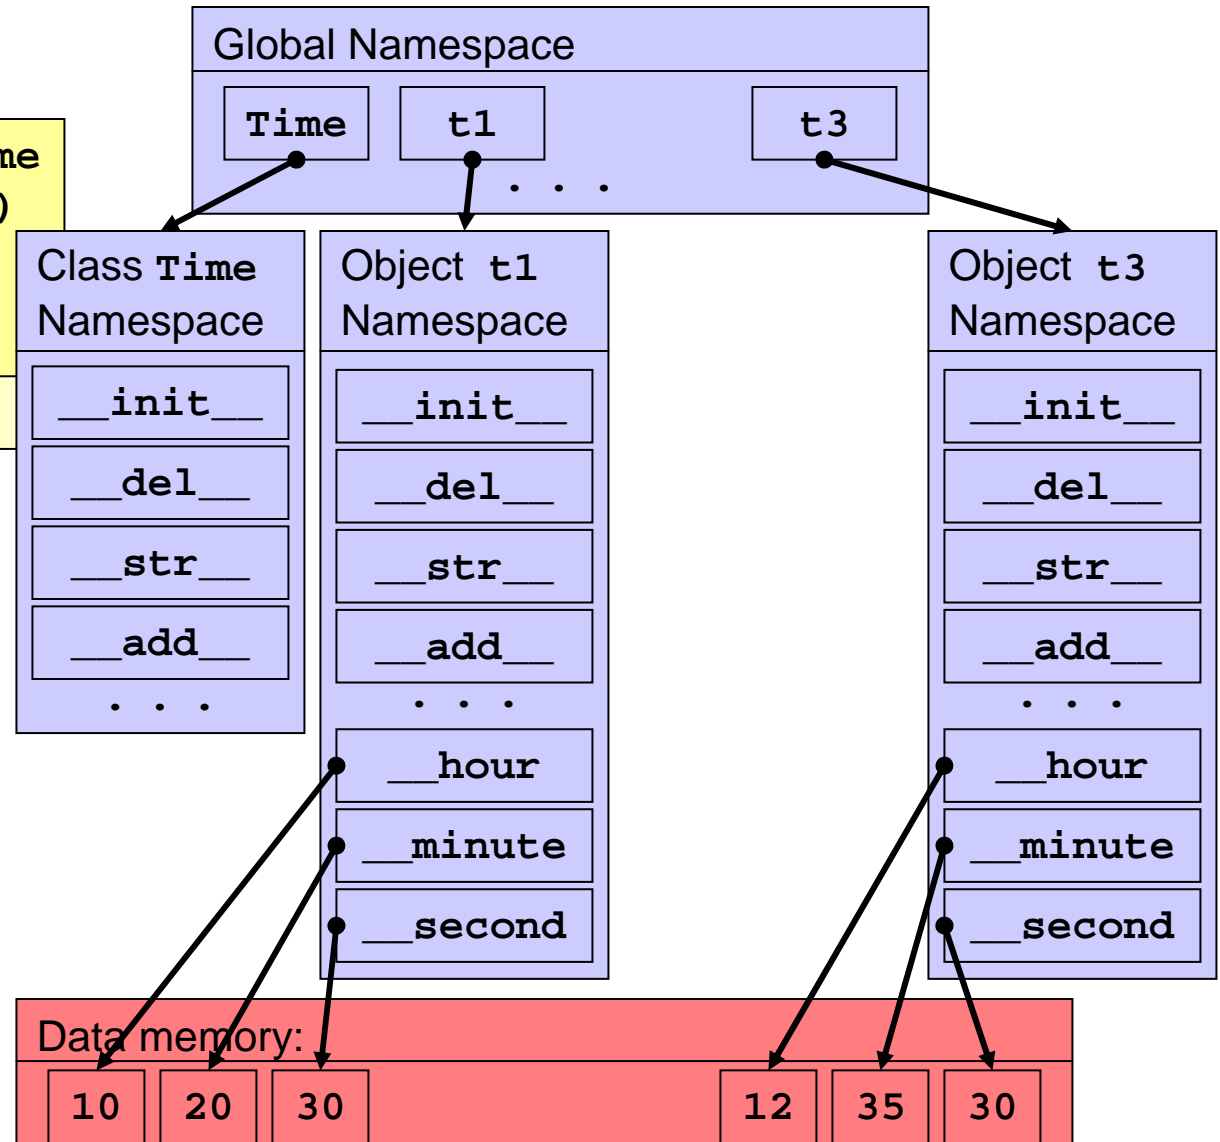 Global Namespace
Time t1 t3
. . .
me
)
Class Time
Namespace
__init__
__del__
__str__
__add__
. . .
Object t1
Namespace
__init__
__del__
__str__
__add__
. . .
__hour
__minute
__second
Object t3
Namespace
__init__
__del__
__str__
__add__
. . .
__hour
__minute
__second
Data memory:
10 20 30 12 35 30